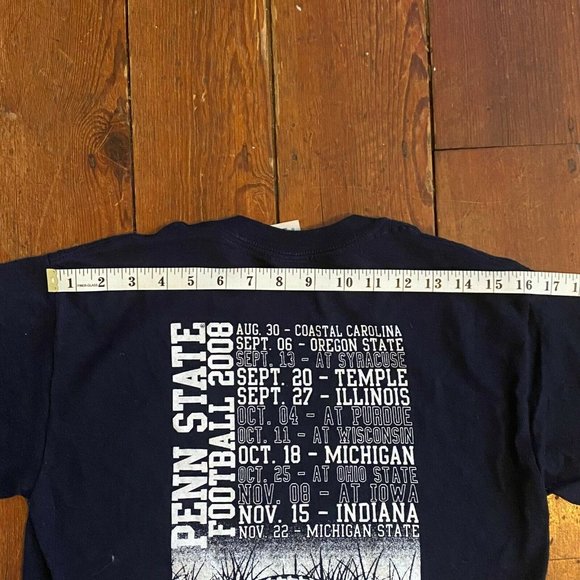 1 2 3 4 5 6 7 8 9 10 11 12 13 14 15 16 17
PENN STATE
FOOTBALL 2008
AUG. 30 - COASTAL CAROLINA
SEPT. 06 - OREGON STATE
SEPT. 13 - AT SYRACUSE
SEPT. 20 - TEMPLE
SEPT. 27 - ILLINOIS
OCT. 04 - AT PURDUE
OCT. 11 - AT WISCONSIN
OCT. 18 - MICHIGAN
OCT. 25 - AT OHIO STATE
NOV. 08 - AT IOWA
NOV. 15 - INDIANA
NOV. 22 - MICHIGAN STATE